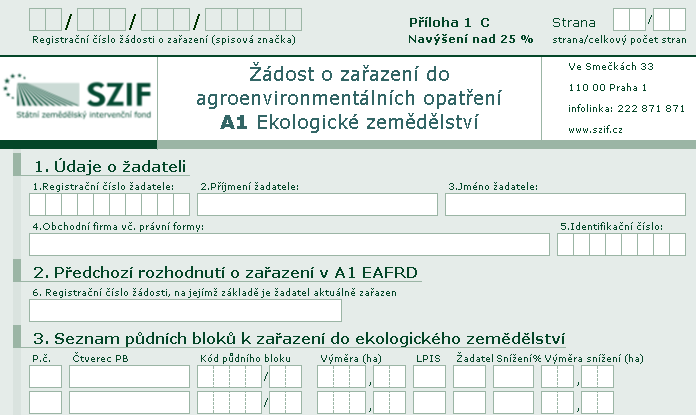 / / /
Registrační číslo žádosti o zařazení (spisová značka)
Příloha 1 C
Navýšení nad 25 %
Strana /
strana/celkový počet stran
SZIF
Státní zemědělský intervenční fond
Žádost o zařazení do
agroenvironmentálních opatření
A1 Ekologické zemědělství
Ve Smečkách 33
110 00 Praha 1
infolinka: 222 871 871
www.szif.cz
1. Údaje o žadateli
1.Registrační číslo žadatele: 2.Příjmení žadatele: 3.Jméno žadatele:
4.Obchodní firma vč. právní formy: 5.Identifikační číslo:
2. Předchozí rozhodnutí o zařazení v A1 EAFRD
6. Registrační číslo žádosti, na jejímž základě je žadatel aktuálně zařazen
3. Seznam půdních bloků k zařazení do ekologického zemědělství
P.č. Čtverec PB Kód půdního bloku Výměra (ha) LPIS Žadatel Snížení% Výměra snížení (ha)
/ , ,
/ , ,